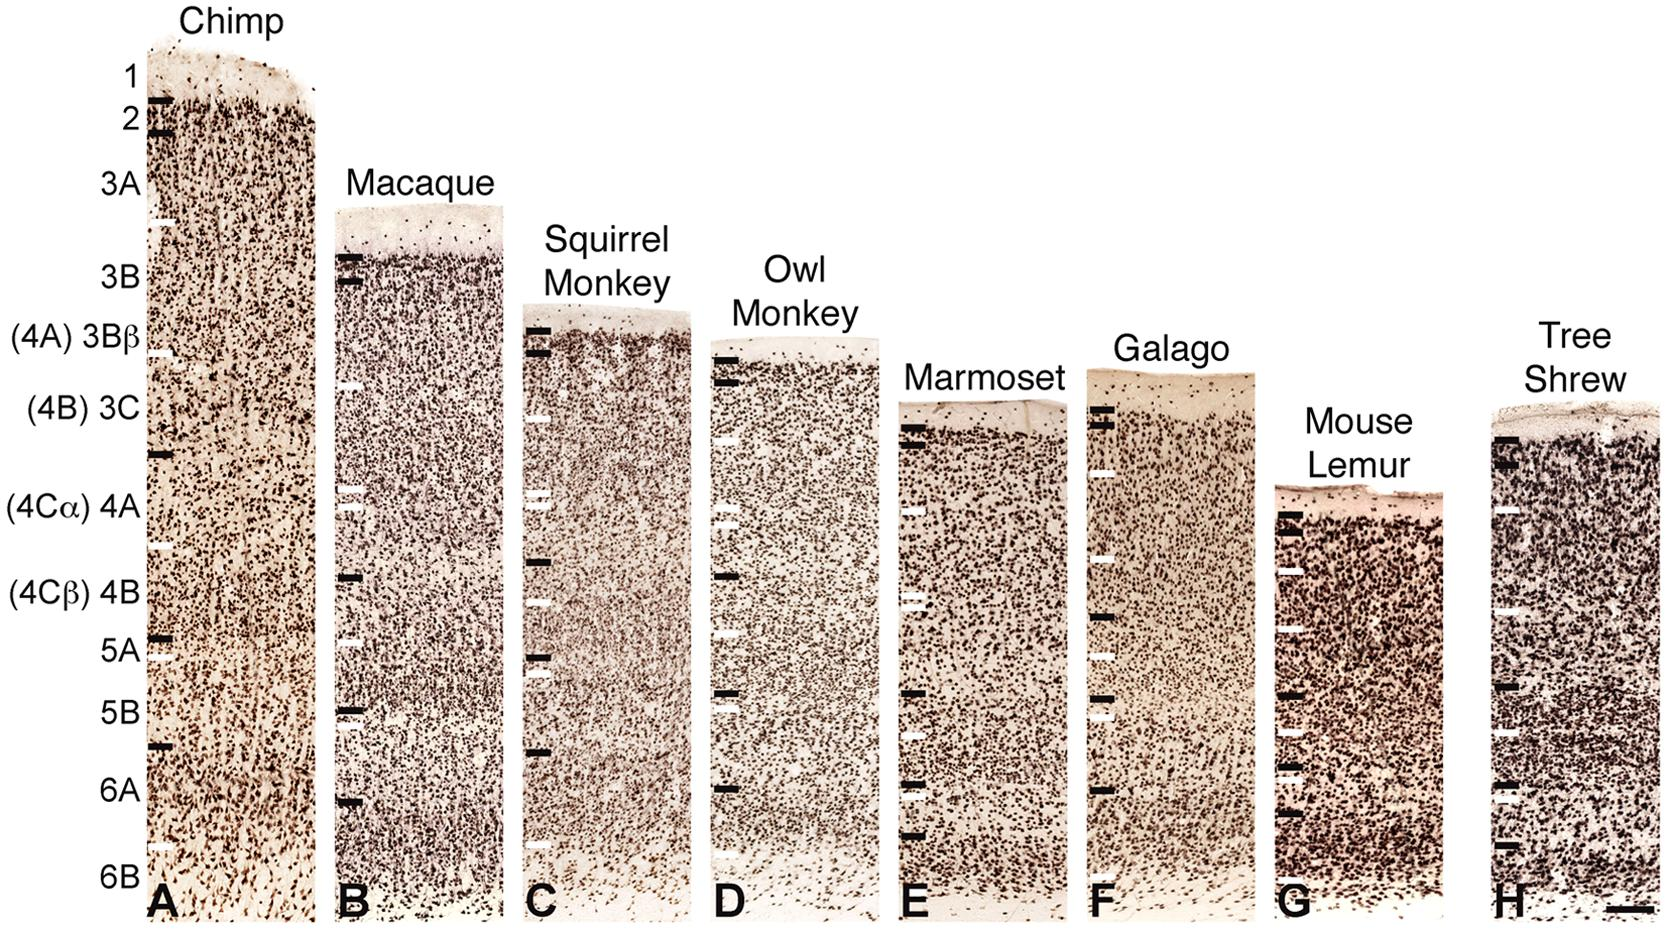 Chimp
Macaque
Squirrel
Monkey
Owl
Monkey
Marmoset
Galago
Mouse
Lemur
Tree
Shrew
1
2
3A
3B
(4A) 3Bβ
(4B) 3C
(4Cα) 4A
(4Cβ) 4B
5A
5B
6A
6B
A
B
C
D
E
F
G
H